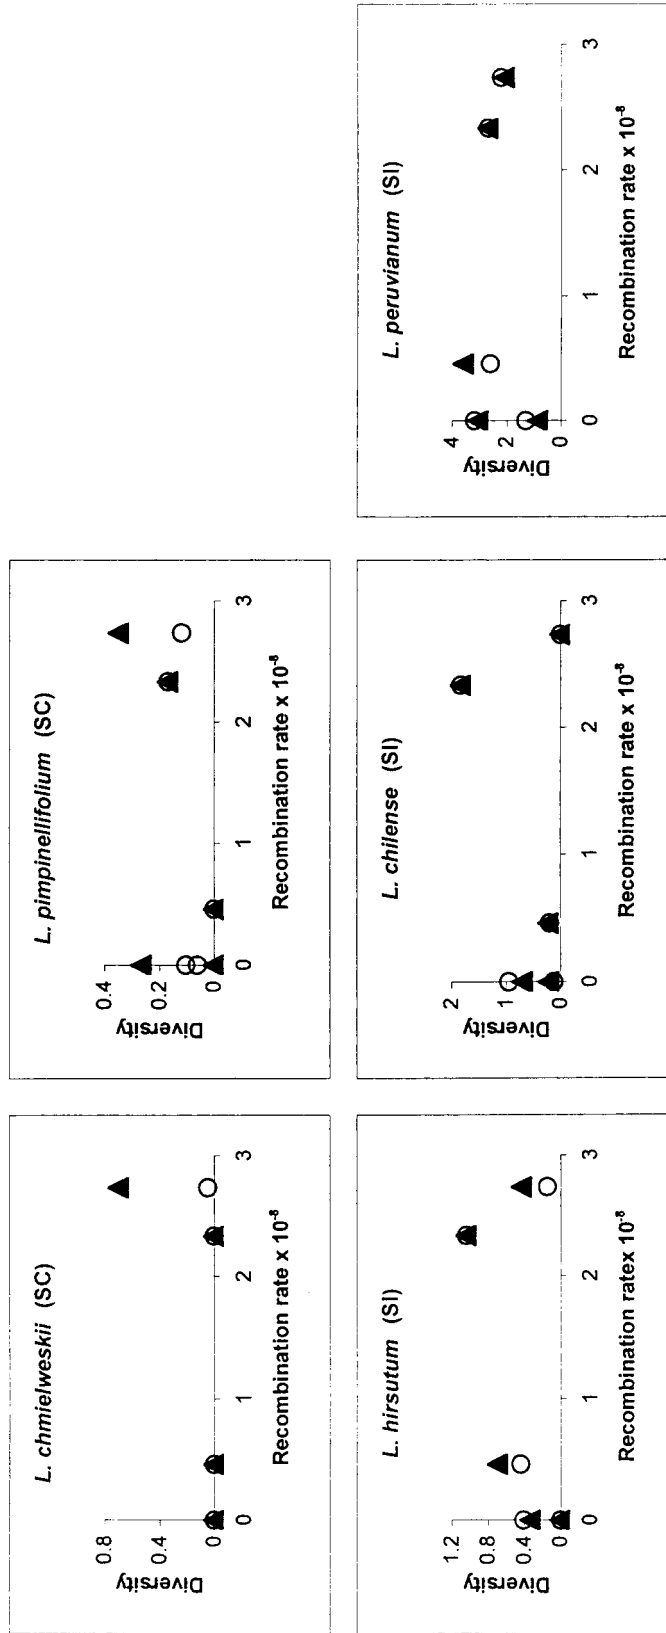 L. chmielweskii (SC)
0.8
0.4
0
Diversity
0 1 2 3
Recombination rate x 10⁻⁸
L. pimpinellifolium (SC)
0.4
0.2
0
Diversity
0 1 2 3
Recombination rate x 10⁻⁸
L. hirsutum (SI)
1.2
0.8
0.4
0
Diversity
0 1 2 3
Recombination ratex 10⁻⁸
L. chilense (SI)
2
1
0
Diversity
0 1 2 3
Recombination rate x 10⁻⁸
L. peruvianum (SI)
4
2
0
Diversity
0 1 2 3
Recombination rate x 10⁻⁸